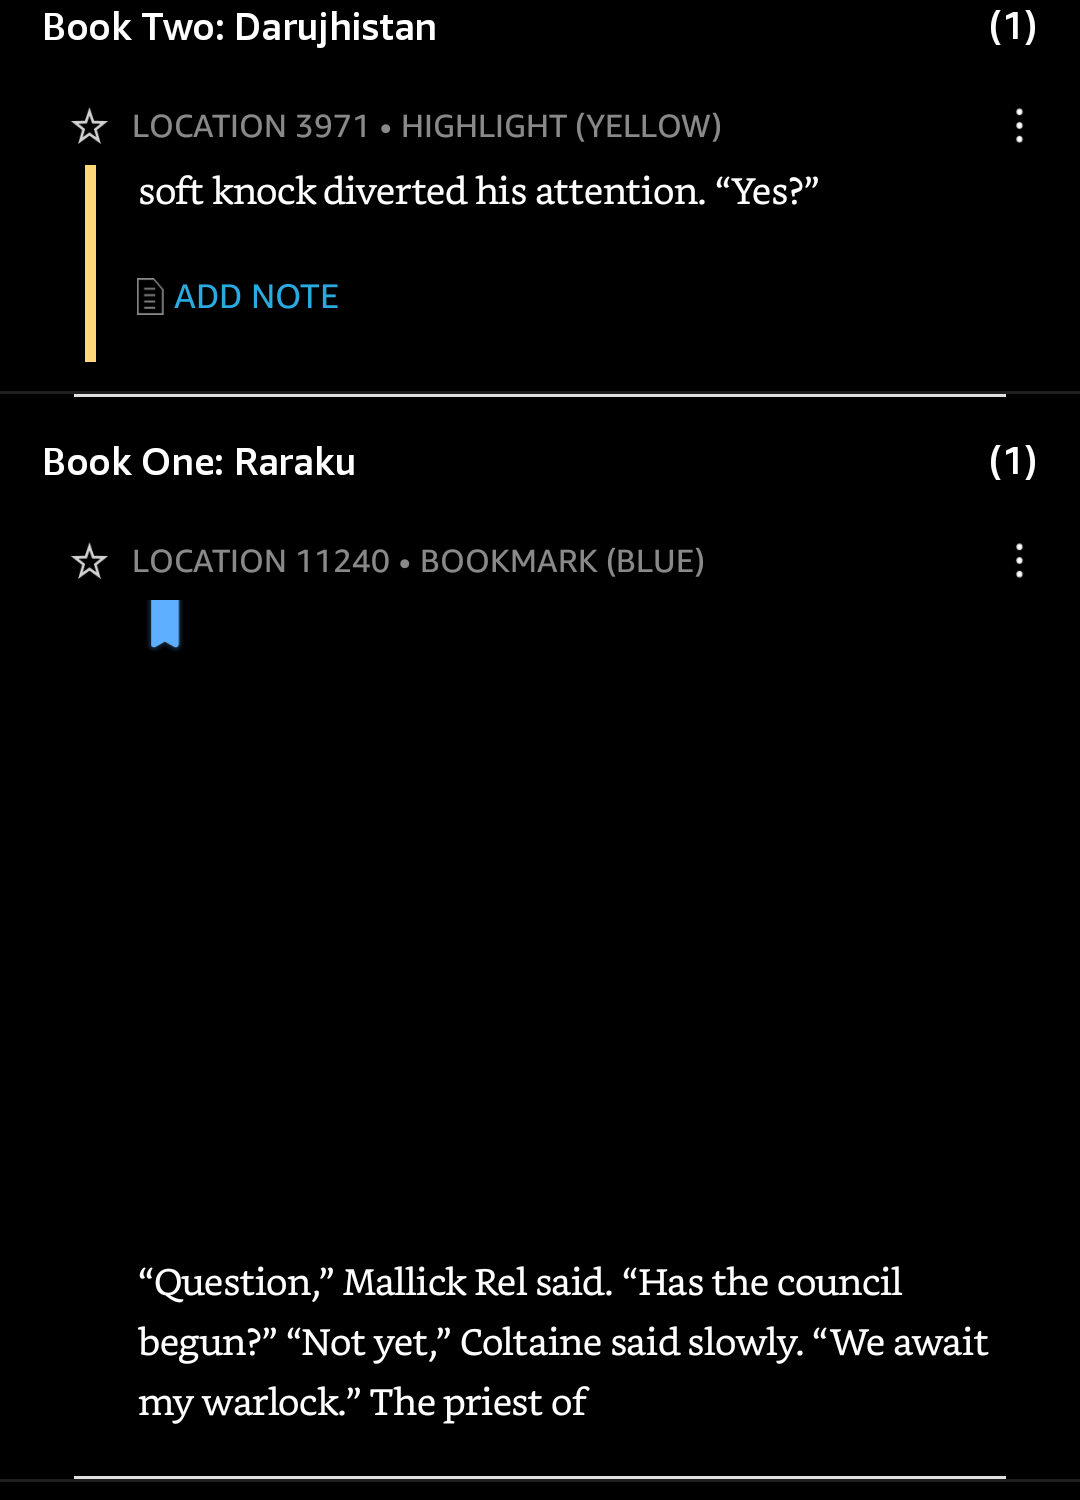 Book Two: Darujhistan (1)
LOCATION 3971 • HIGHLIGHT (YELLOW)
soft knock diverted his attention. “Yes?”
ADD NOTE
Book One: Raraku (1)
LOCATION 11240 • BOOKMARK (BLUE)
“Question,” Mallick Rel said. “Has the council
begun?” “Not yet,” Coltaine said slowly. “We await
my warlock.” The priest of